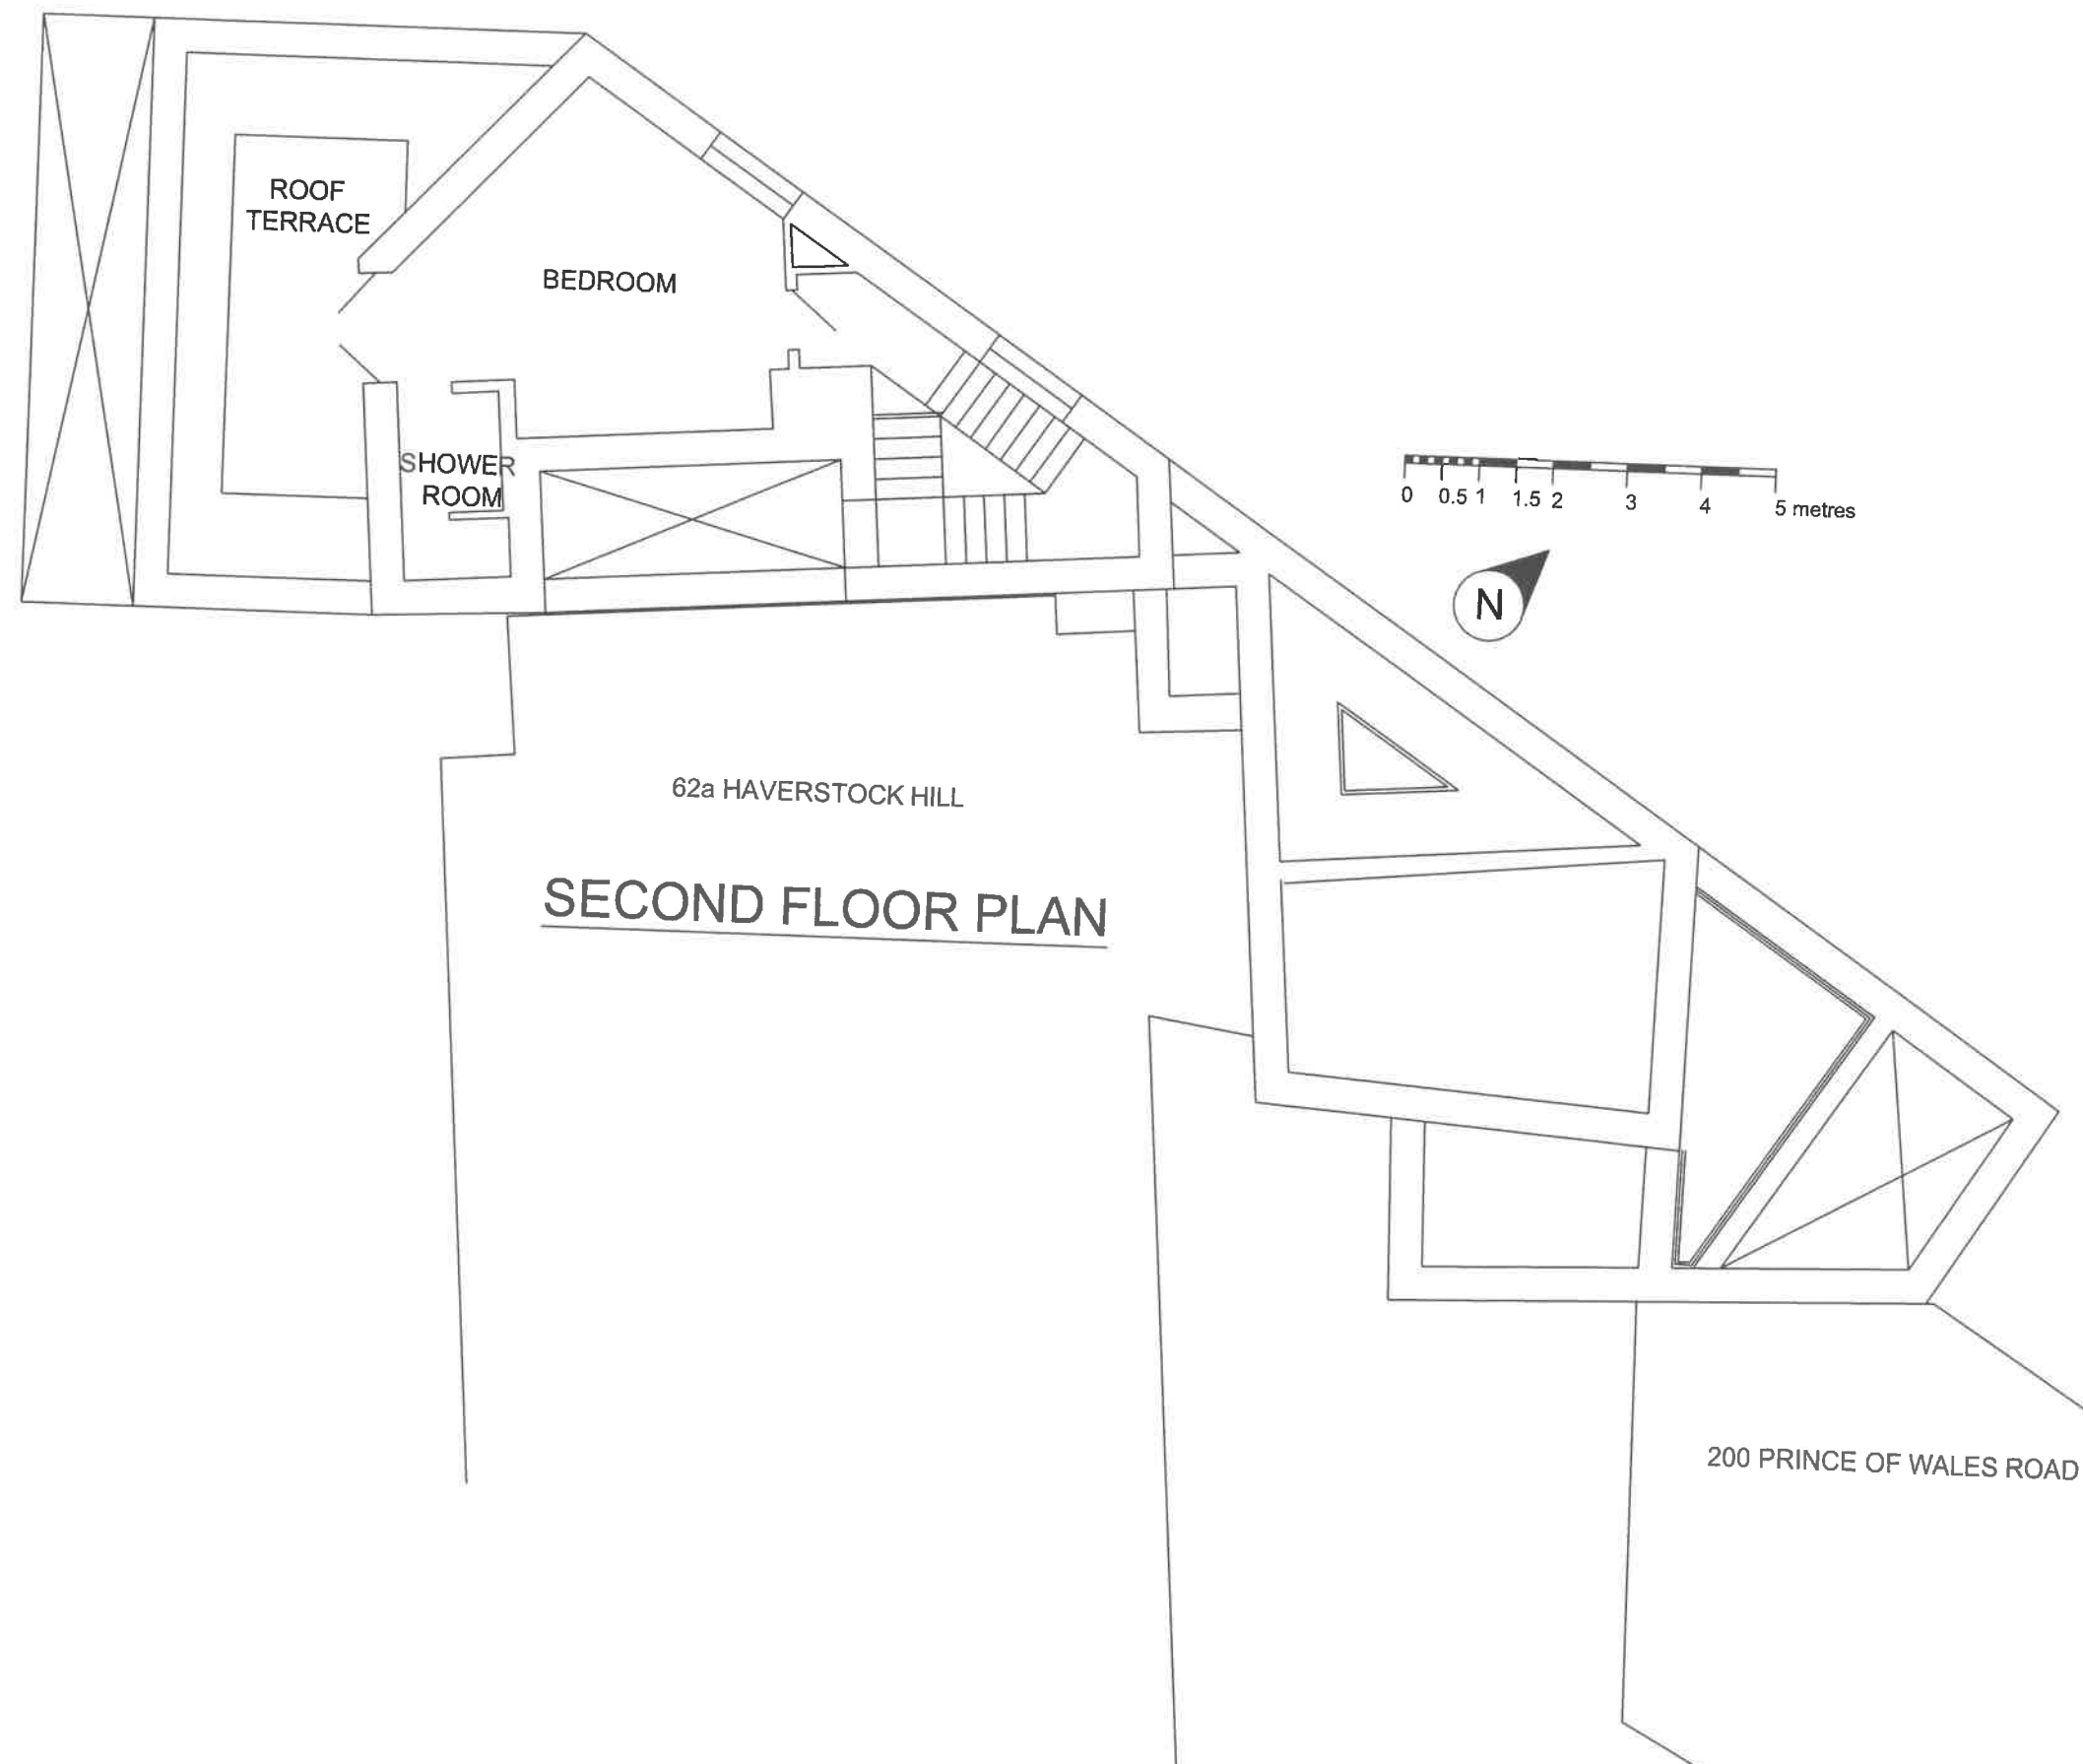 ROOF
TERRACE
BEDROOM
SHOWER
ROOM
0 0.5 1 1.5 2 3 4 5 metres
N
62a HAVERSTOCK HILL
SECOND FLOOR PLAN
200 PRINCE OF WALES ROAD